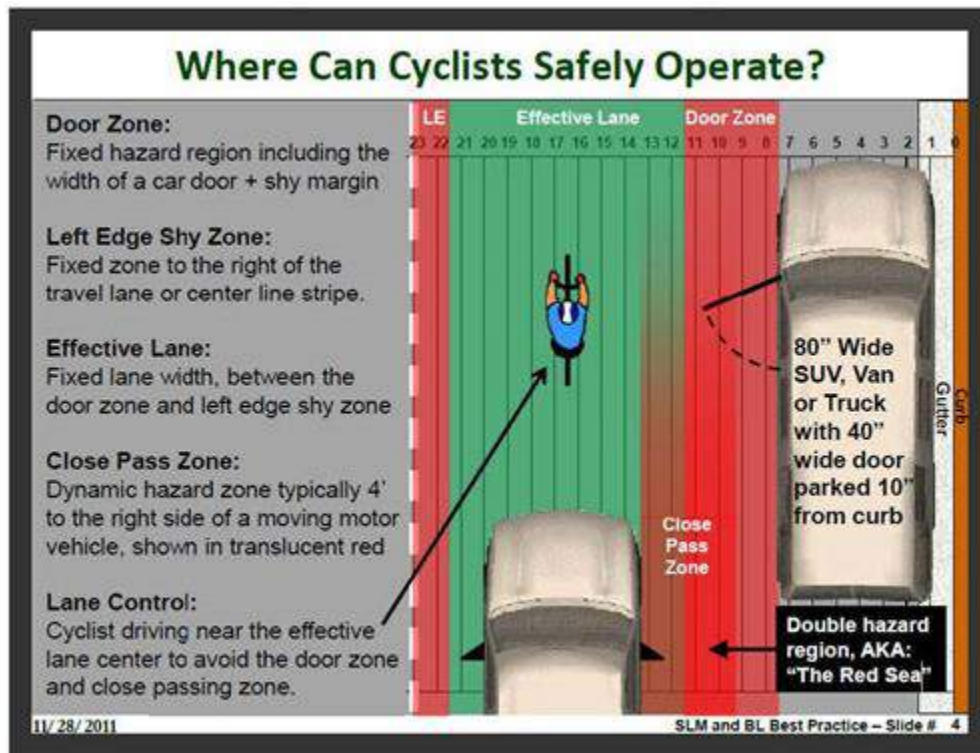 Where Can Cyclists Safely Operate?
Door Zone:
Fixed hazard region including the
width of a car door + shy margin
Left Edge Shy Zone:
Fixed zone to the right of the
travel lane or center line stripe.
Effective Lane:
Fixed lane width, between the
door zone and left edge shy zone
Close Pass Zone:
Dynamic hazard zone typically 4'
to the right side of a moving motor
vehicle, shown in translucent red
Lane Control:
Cyclist driving near the effective
lane center to avoid the door zone
and close passing zone.
LE Effective Lane Door Zone
23 22 21 20 19 18 17 16 15 14 13 12 11 10 9 8 7 6 5 4 3 2 1 0
80” Wide
SUV, Van
or Truck
with 40”
wide door
parked 10”
from curb
Gutter
Curb
Close
Pass
Zone
Double hazard
region, AKA:
“The Red Sea”
11/ 28/ 2011
SLM and BL Best Practice – Slide # 4